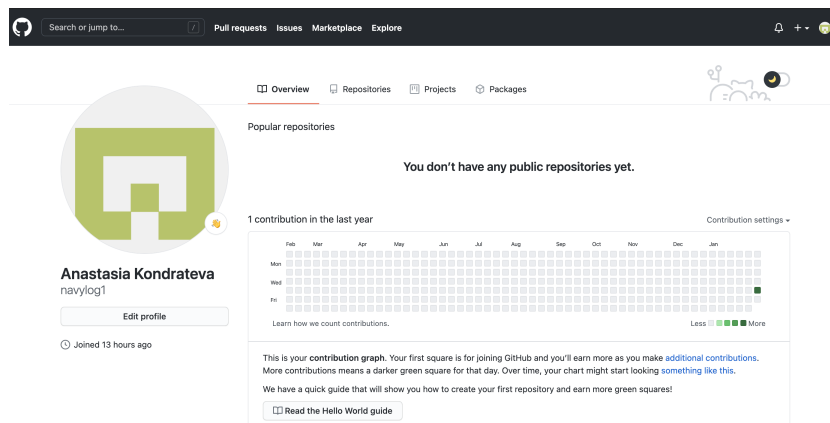 Search or jump to... / Pull requests Issues Marketplace Explore
Overview Repositories Projects Packages
Popular repositories
You don't have any public repositories yet.
1 contribution in the last year Contribution settings
Feb Mar Apr May Jun Jul Aug Sep Oct Nov Dec Jan
Mon
Wed
Fri
Learn how we count contributions. Less More
Anastasia Kondrateva
navylog1
Edit profile
Joined 13 hours ago
This is your contribution graph. Your first square is for joining GitHub and you'll earn more as you make additional contributions.
More contributions means a darker green square for that day. Over time, your chart might start looking something like this.
We have a quick guide that will show you how to create your first repository and earn more green squares!
Read the Hello World guide